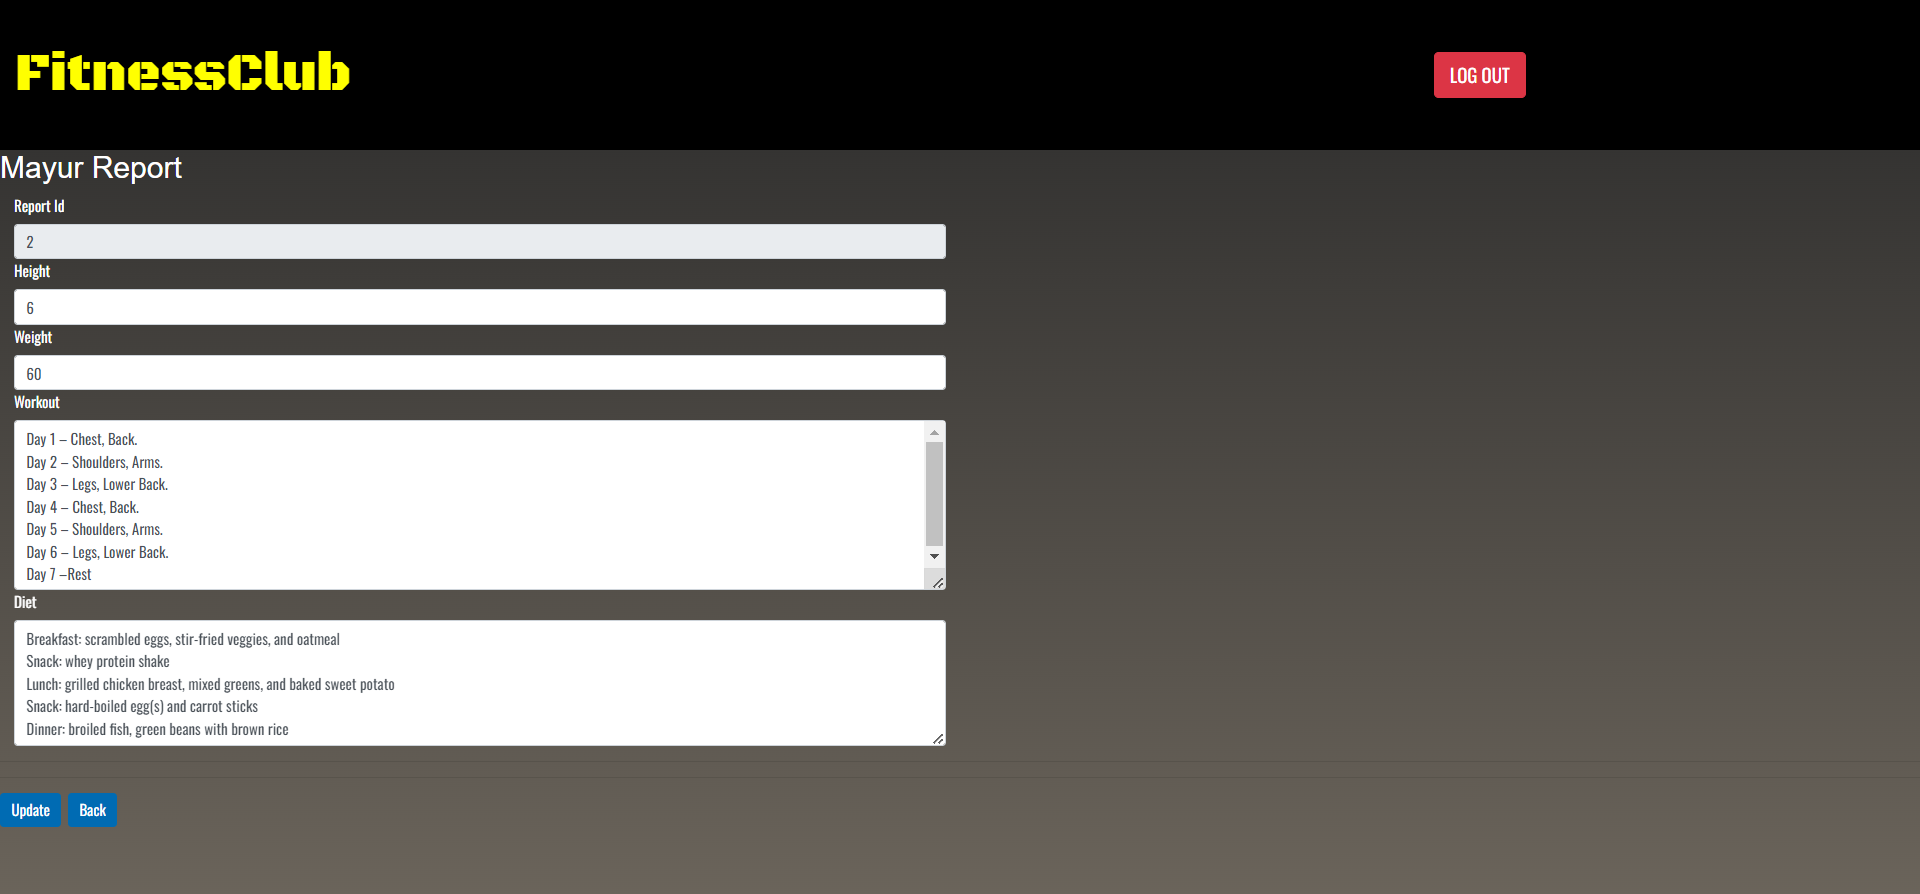 FitnessClub
LOG OUT
Mayur Report
Report Id
2
Height
6
Weight
60
Workout
Day 1 – Chest, Back.
Day 2 – Shoulders, Arms.
Day 3 – Legs, Lower Back.
Day 4 – Chest, Back.
Day 5 – Shoulders, Arms.
Day 6 – Legs, Lower Back.
Day 7 –Rest
Diet
Breakfast: scrambled eggs, stir-fried veggies, and oatmeal
Snack: whey protein shake
Lunch: grilled chicken breast, mixed greens, and baked sweet potato
Snack: hard-boiled egg(s) and carrot sticks
Dinner: broiled fish, green beans with brown rice
Update Back